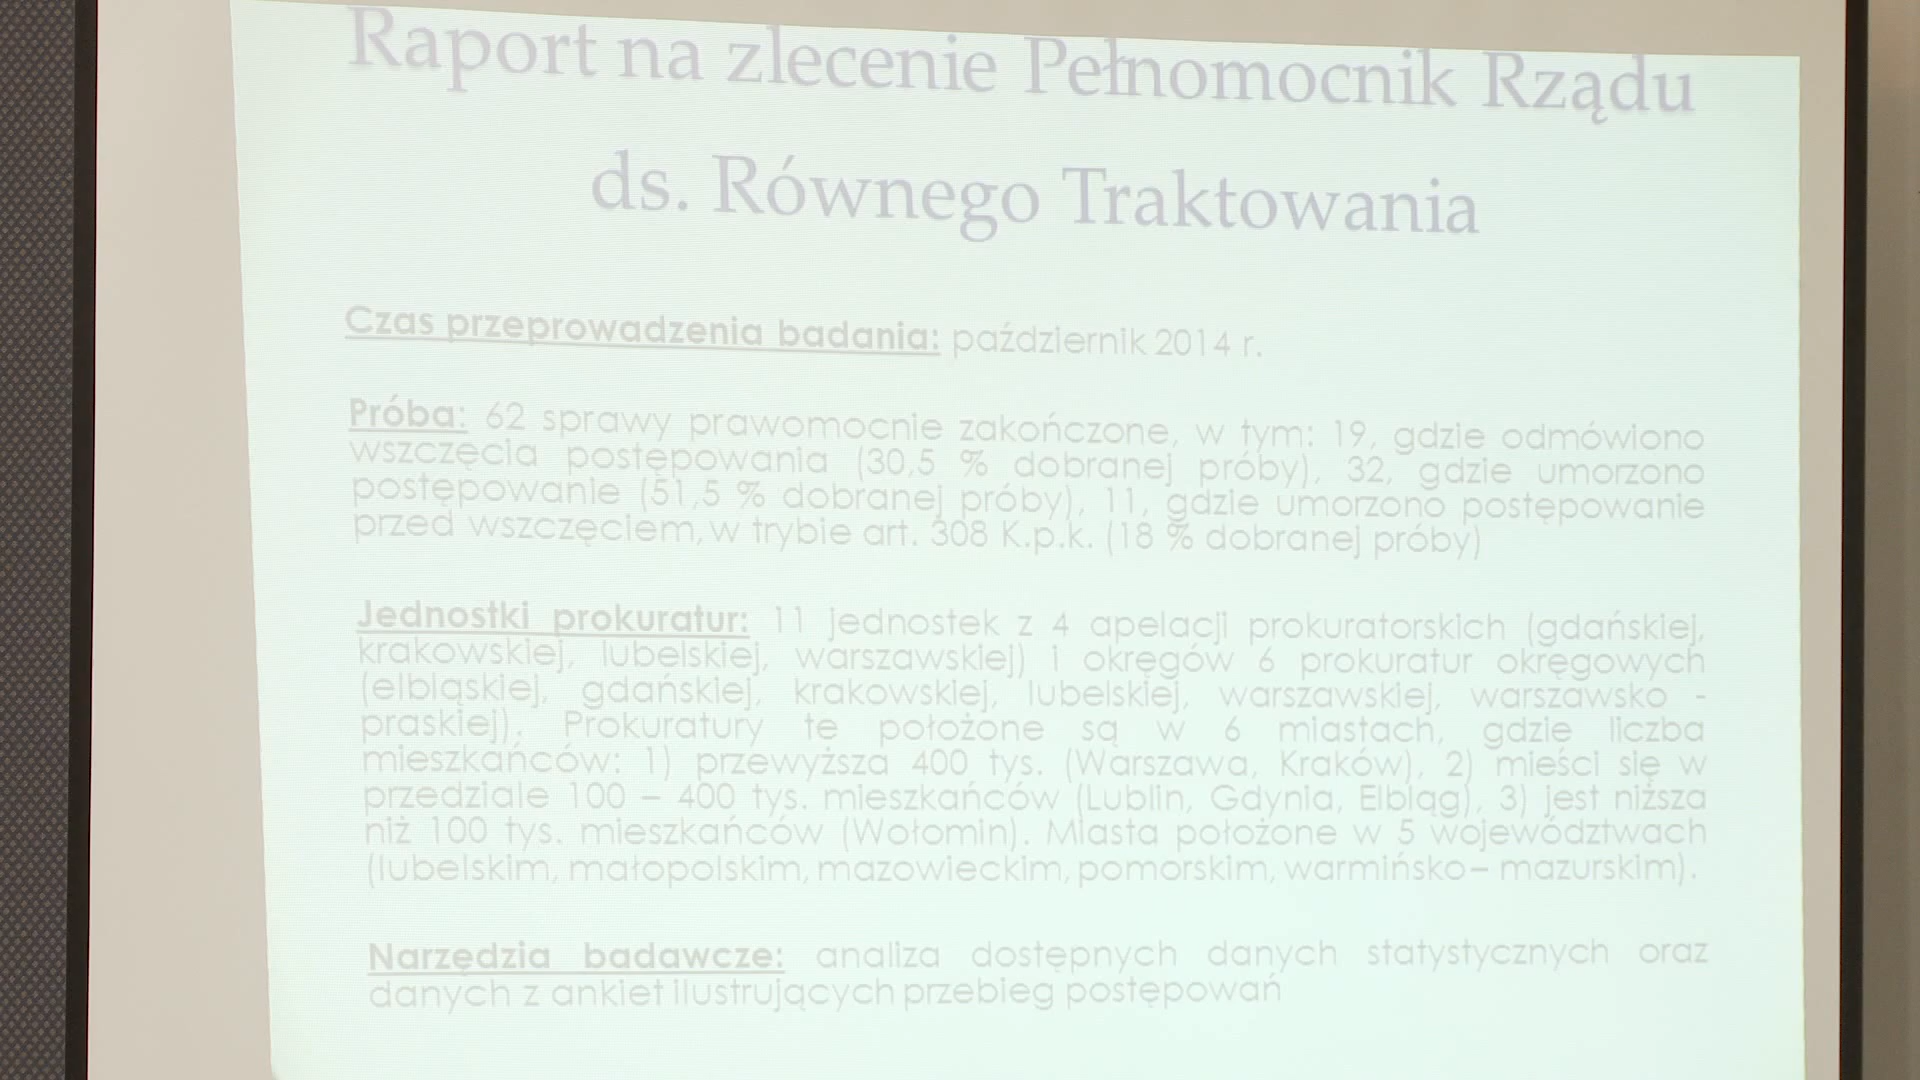 Raport na zlecenie Pełnomocnik Rządu
ds. Równego Traktowania
Czas przeprowadzenia badania: październik 2014 r.
Próba: 62 sprawy prawomocnie zakończone, w tym: 19, gdzie odmówiono
wszczęcia postępowania (30,5 % dobranej próby), 32, gdzie umorzono
postępowanie (51,5 % dobranej próby), 11, gdzie umorzono postępowanie
przed wszczęciem, w trybie art. 308 K.p.k. (18 % dobranej próby)
Jednostki prokuratur: 11 jednostek z 4 apelacji prokuratorskich (gdańskiej,
krakowskiej, lubelskiej, warszawskiej) i okręgów 6 prokuratur okręgowych
(elbląskiej, gdańskiej, krakowskiej, lubelskiej, warszawskiej, warszawsko -
praskiej). Prokuratury te położone są w 6 miastach, gdzie liczba
mieszkańców: 1) przewyższa 400 tys. (Warszawa, Kraków), 2) mieści się w
przedziale 100 – 400 tys. mieszkańców (Lublin, Gdynia, Elbląg), 3) jest niższa
niż 100 tys. mieszkańców (Wołomin). Miasta położone w 5 województwach
(lubelskim, małopolskim, mazowieckim, pomorskim, warmińsko – mazurskim).
Narzędzia badawcze: analiza dostępnych danych statystycznych oraz
danych z ankiet ilustrujących przebieg postępowań